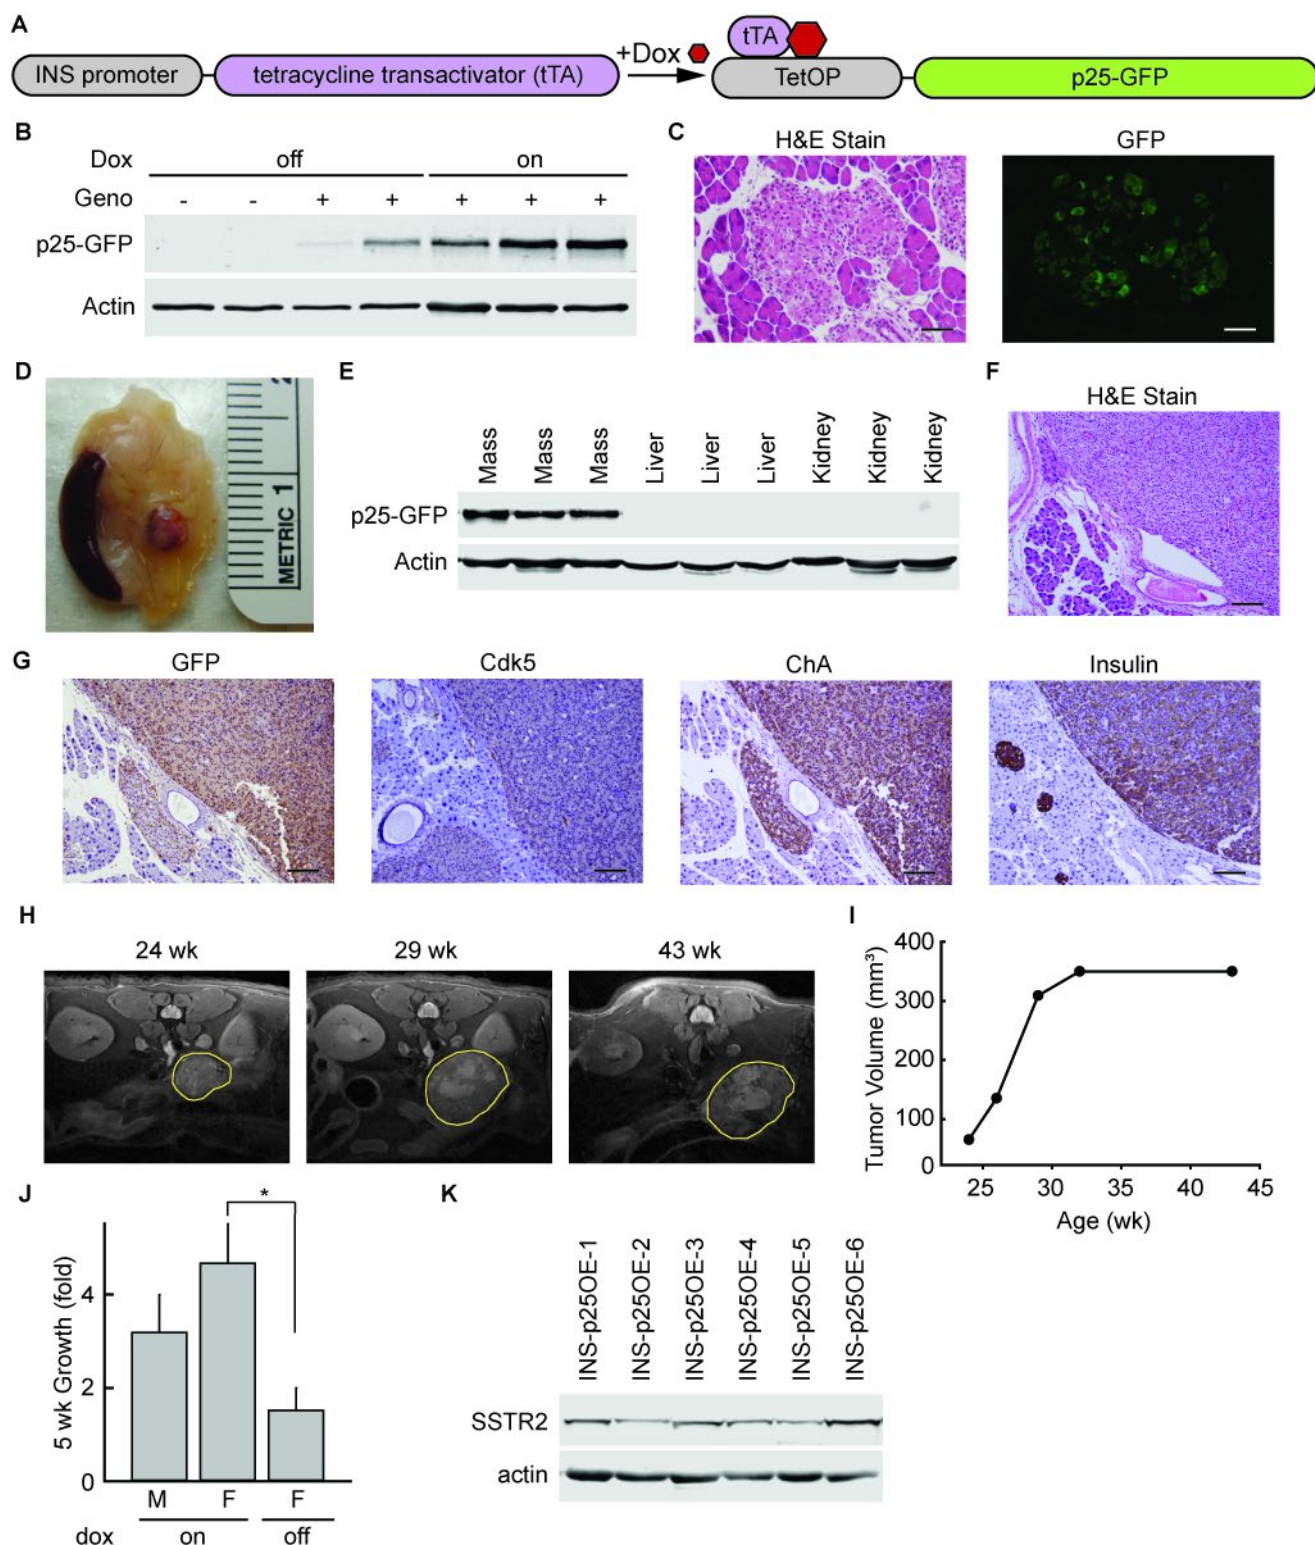 A
INS promoter
tetracycline transactivator (tTA)
+Dox
tTA
TetOP
p25-GFP
B
Dox off on
Geno - - + + + + +
p25-GFP
Actin
C
H&E Stain
GFP
D
METRIC 1
2
E
Mass Mass Mass Liver Liver Liver Kidney Kidney Kidney
p25-GFP
Actin
F
H&E Stain
G
GFP
Cdk5
ChA
Insulin
H
24 wk
29 wk
43 wk
I
Tumor Volume (mm³)
400
300
200
100
0
25 30 35 40 45
Age (wk)
J
*
5 wk Growth (fold)
4
2
0
M F F
dox on off
K
INS-p25OE-1
INS-p25OE-2
INS-p25OE-3
INS-p25OE-4
INS-p25OE-5
INS-p25OE-6
SSTR2
actin